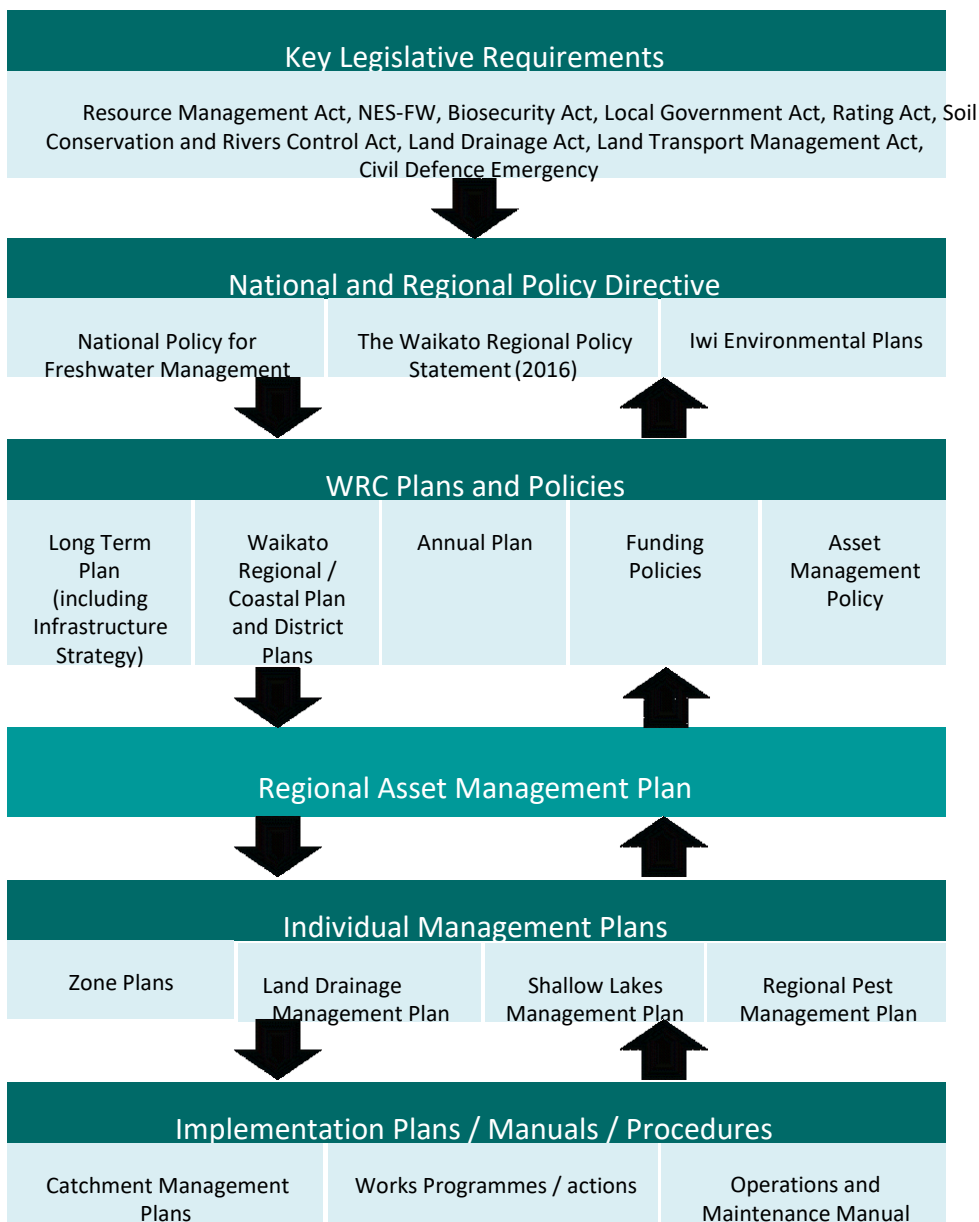 Key Legislative Requirements
Resource Management Act, NES-FW, Biosecurity Act, Local Government Act, Rating Act, Soil
Conservation and Rivers Control Act, Land Drainage Act, Land Transport Management Act,
Civil Defence Emergency
National and Regional Policy Directive
National Policy for
Freshwater Management
The Waikato Regional Policy
Statement (2016)
Iwi Environmental Plans
WRC Plans and Policies
Long Term
Plan
(including
Infrastructure
Strategy)
Waikato
Regional /
Coastal Plan
and District
Plans
Annual Plan
Funding
Policies
Asset
Management
Policy
Regional Asset Management Plan
Individual Management Plans
Zone Plans
Land Drainage
Management Plan
Shallow Lakes
Management Plan
Regional Pest
Management Plan
Implementation Plans / Manuals / Procedures
Catchment Management
Plans
Works Programmes / actions
Operations and
Maintenance Manual